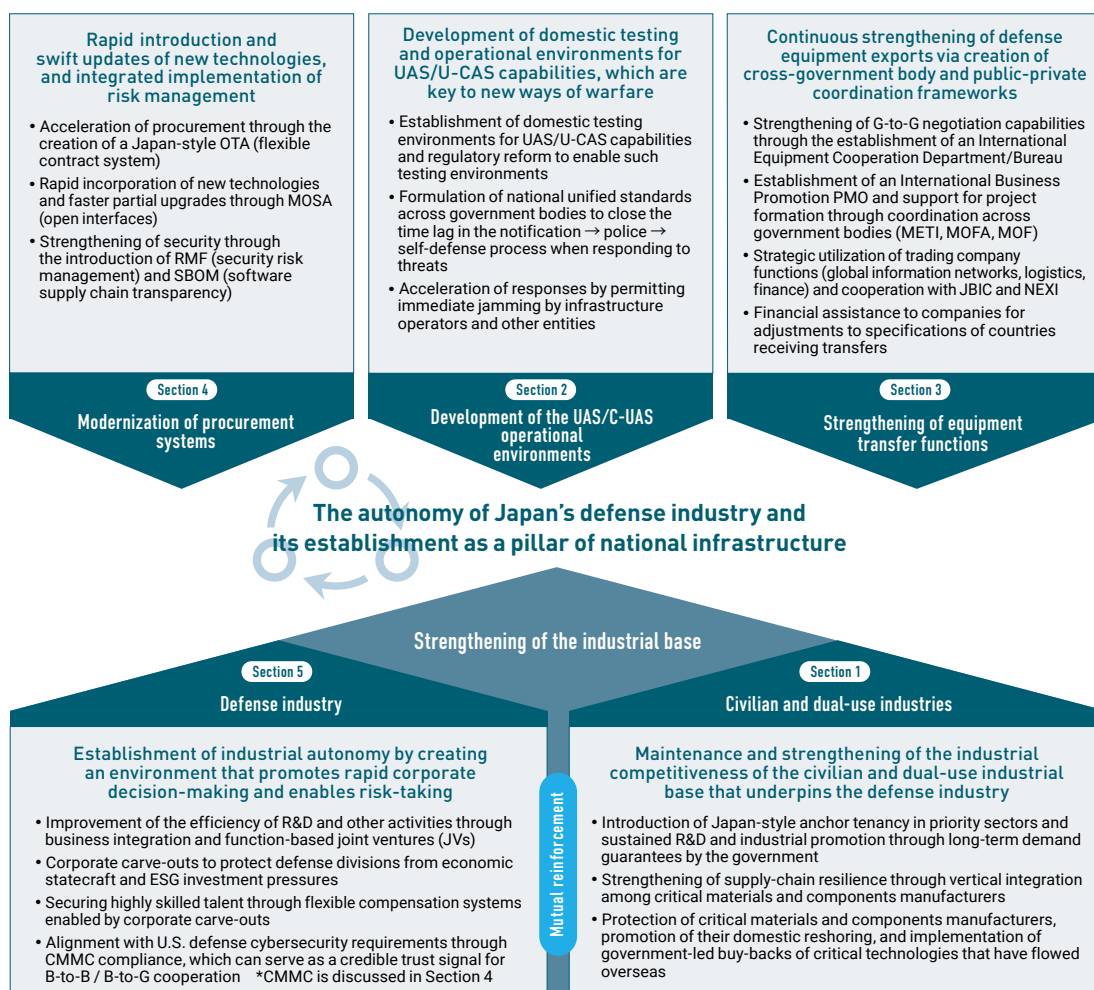 Rapid introduction and
swift updates of new technologies,
and integrated implementation of
risk management
• Acceleration of procurement through the
creation of a Japan-style OTA (flexible
contract system)
• Rapid incorporation of new technologies
and faster partial upgrades through MOSA
(open interfaces)
• Strengthening of security through
the introduction of RMF (security risk
management) and SBOM (software
supply chain transparency)
Section 4
Modernization of procurement
systems
Development of domestic testing
and operational environments for
UAS/U-CAS capabilities, which are
key to new ways of warfare
• Establishment of domestic testing
environments for UAS/U-CAS capabilities
and regulatory reform to enable such
testing environments
• Formulation of national unified standards
across government bodies to close the
time lag in the notification → police →
self-defense process when responding to
threats
• Acceleration of responses by permitting
immediate jamming by infrastructure
operators and other entities
Section 2
Development of the UAS/C-UAS
operational
environments
Continuous strengthening of defense
equipment exports via creation of
cross-government body and public-private
coordination frameworks
• Strengthening of G-to-G negotiation capabilities
through the establishment of an International
Equipment Cooperation Department/Bureau
• Establishment of an International Business
Promotion PMO and support for project
formation through coordination across
government bodies (METI, MOFA, MOF)
• Strategic utilization of trading company
functions (global information networks, logistics,
finance) and cooperation with JBIC and NEXI
• Financial assistance to companies for
adjustments to specifications of countries
receiving transfers
Section 3
Strengthening of equipment
transfer functions
The autonomy of Japan's defense industry and
its establishment as a pillar of national infrastructure
Strengthening of the industrial base
Section 5
Defense industry
Establishment of industrial autonomy by creating
an environment that promotes rapid corporate
decision-making and enables risk-taking
• Improvement of the efficiency of R&D and other activities through
business integration and function-based joint ventures (JVs)
• Corporate carve-outs to protect defense divisions from economic
statecraft and ESG investment pressures
• Securing highly skilled talent through flexible compensation systems
enabled by corporate carve-outs
• Alignment with U.S. defense cybersecurity requirements through
CMMC compliance, which can serve as a credible trust signal for
B-to-B / B-to-G cooperation *CMMC is discussed in Section 4
Mutual reinforcement
Section 1
Civilian and dual-use industries
Maintenance and strengthening of the industrial
competitiveness of the civilian and dual-use industrial
base that underpins the defense industry
• Introduction of Japan-style anchor tenancy in priority sectors and
sustained R&D and industrial promotion through long-term demand
guarantees by the government
• Strengthening of supply-chain resilience through vertical integration
among critical materials and components manufacturers
• Protection of critical materials and components manufacturers,
promotion of their domestic reshoring, and implementation of
government-led buy-backs of critical technologies that have flowed
overseas